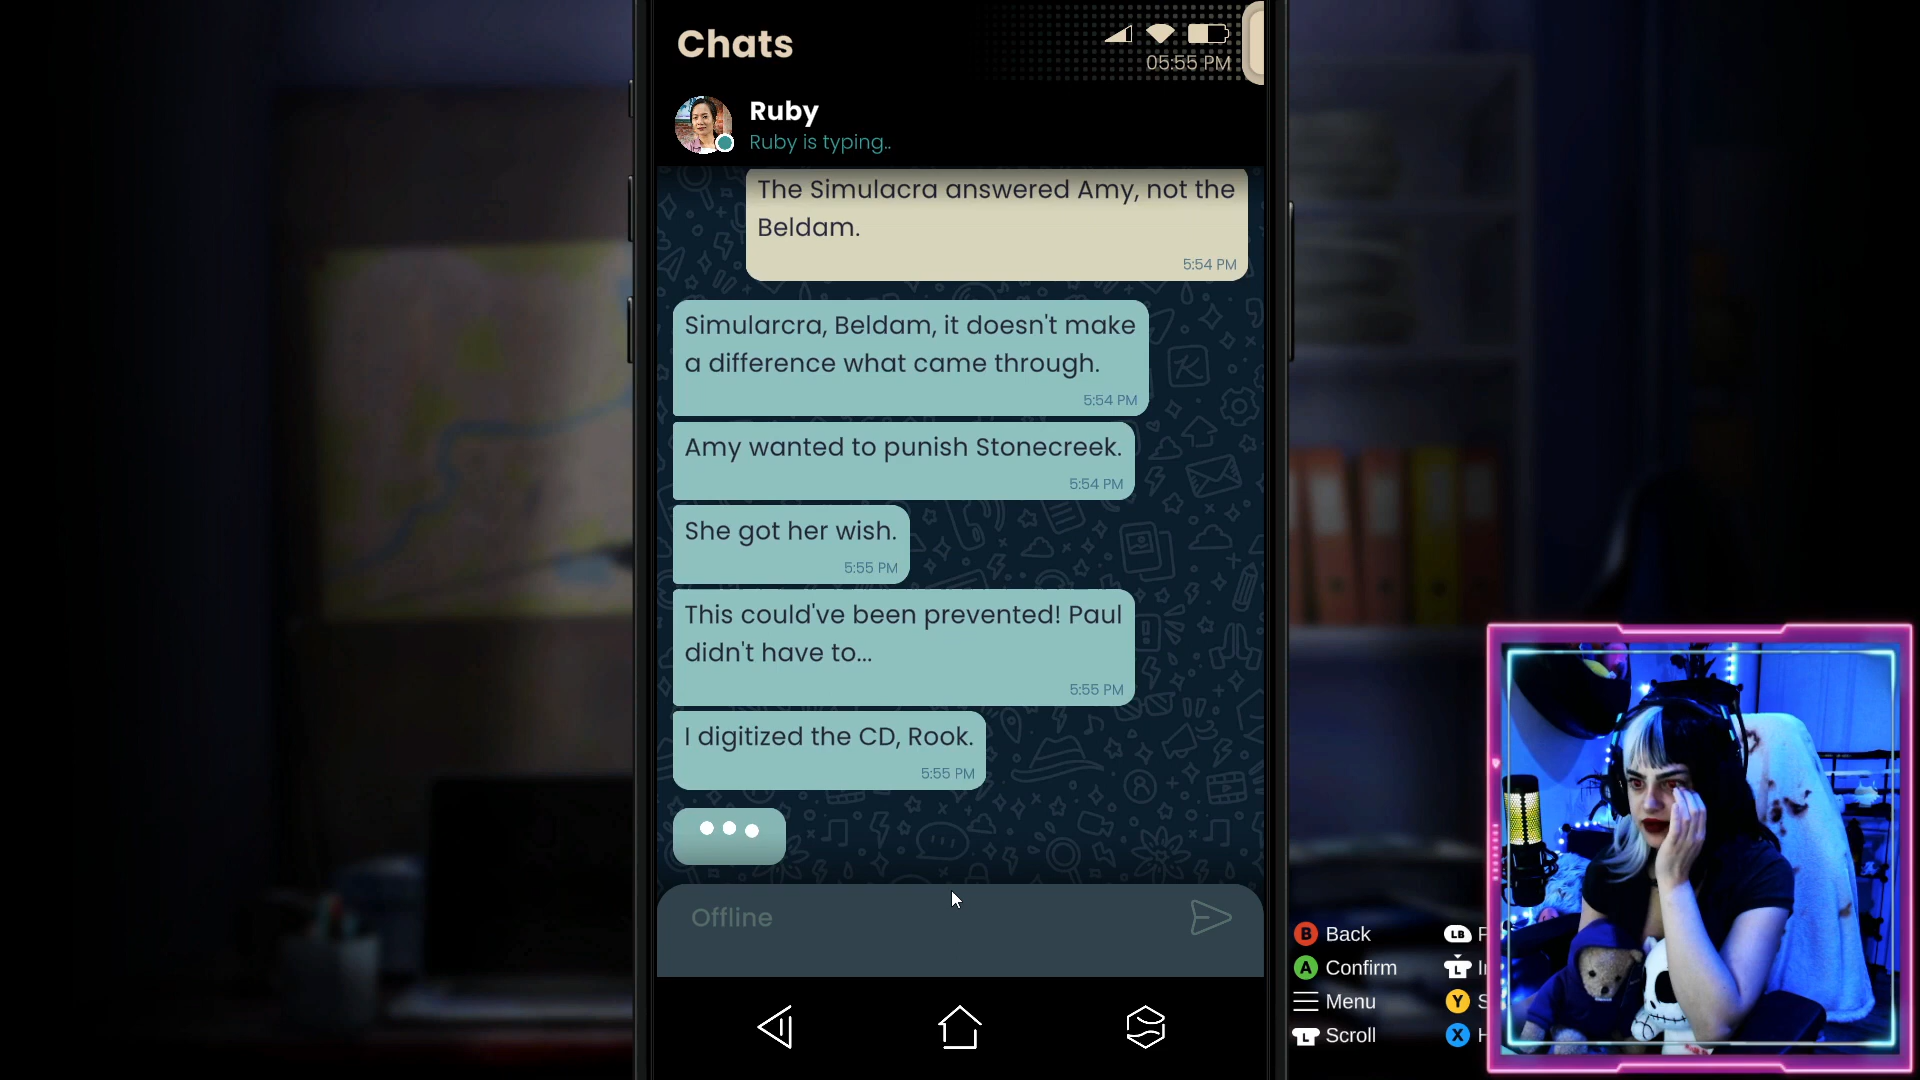 Chats
05:55 PM
Ruby
Ruby is typing..
The Simulacra answered Amy, not the
Beldam.
5:54 PM
Simularcra, Beldam, it doesn't make
a difference what came through.
5:54 PM
Amy wanted to punish Stonecreek.
5:54 PM
She got her wish.
5:55 PM
This could've been prevented! Paul
didn't have to...
5:55 PM
I digitized the CD, Rook.
5:55 PM
Offline
B Back
LB
A Confirm
L
Menu
Y
L Scroll
X